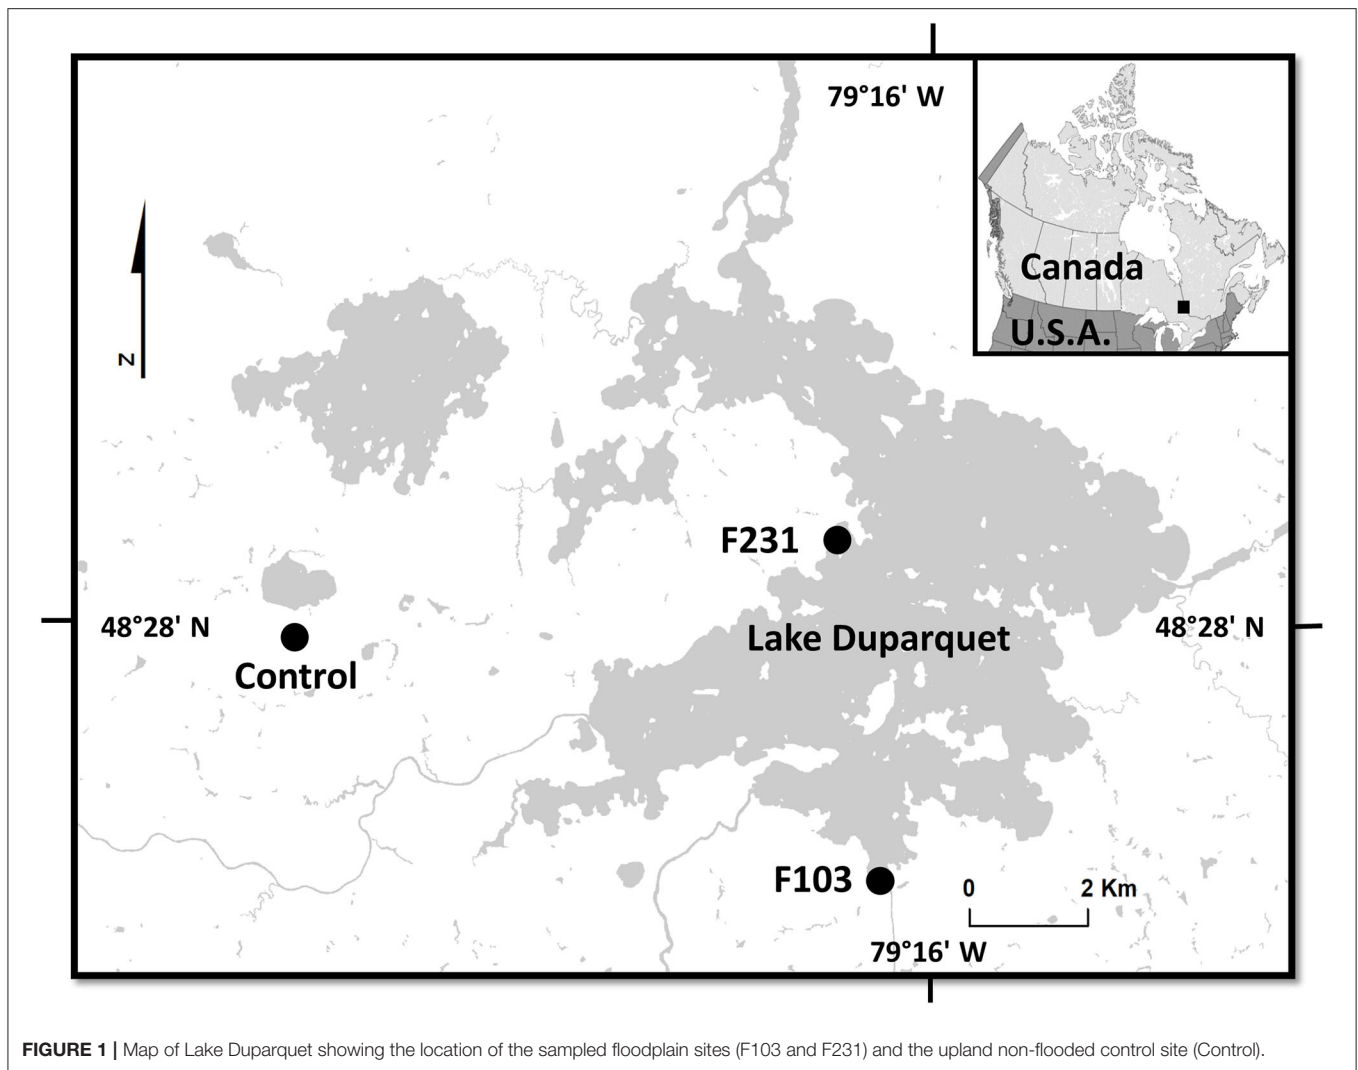 79°16' W
Canada
U.S.A.
N
F231
48°28' N
Lake Duparquet
48°28' N
Control
F103
0 2 Km
79°16' W
FIGURE 1 | Map of Lake Duparquet showing the location of the sampled floodplain sites (F103 and F231) and the upland non-flooded control site (Control).